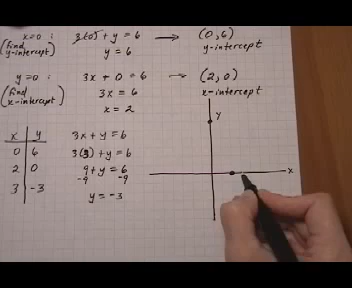 x=0 : 3(0) + y = 6 → (0,6)
(find y-intercept) y = 6 y-intercept
y=0 : 3x + 0 = 6 → (2,0)
(find x-intercept) 3x = 6 x-intercept
x = 2
x y 3x + y = 6 y
0 6 3(3) + y = 6
2 0 9 + y = 6 x
3 -3 -9 -9
y = -3